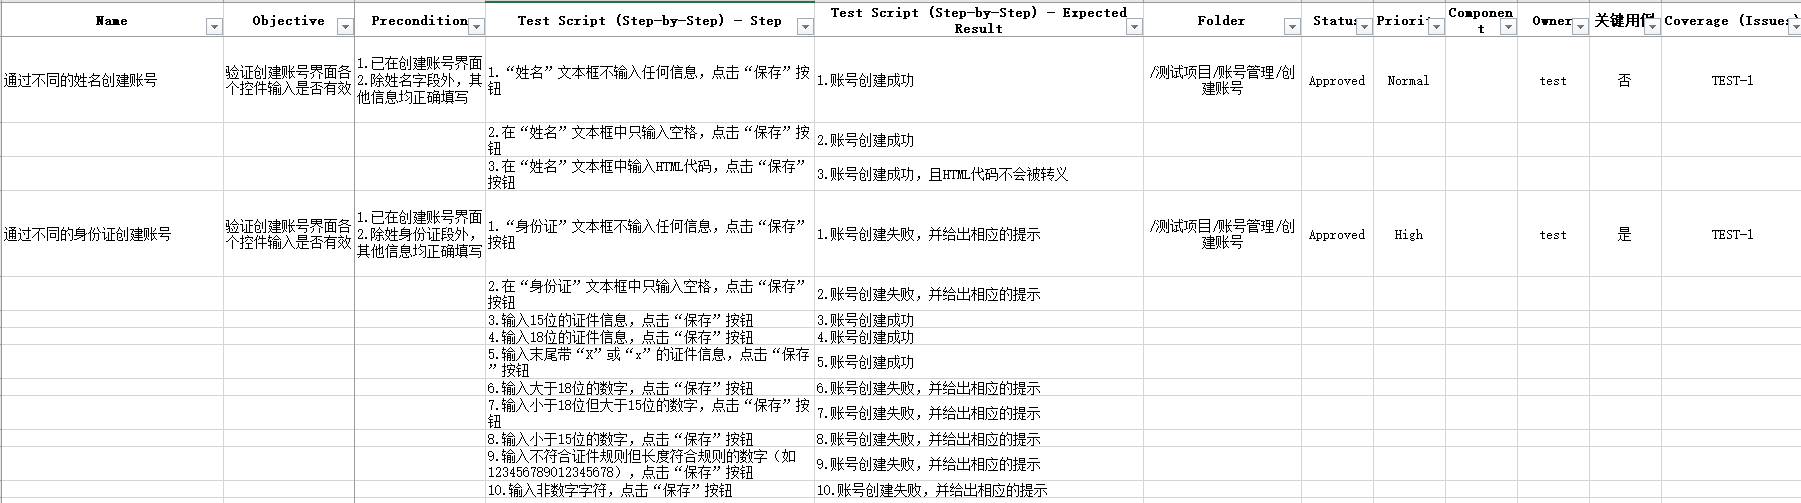 Name Objective Precondition Test Script (Step-by-Step) - Step Test Script (Step-by-Step) - Expected Result Folder Status Priorit Component Owner 关键用例 Coverage (Issues)
通过不同的姓名创建账号
验证创建账号界面各
个控件输入是否有效
1.已在创建账号界面
2.除姓名字段外，其
他信息均正确填写
1.“姓名”文本框不输入任何信息，点击“保存”按
钮
1.账号创建成功
/测试项目/账号管理/创
建账号
Approved
Normal
test
否
TEST-1
2.在“姓名”文本框中只输入空格，点击“保存”按
钮
2.账号创建成功
3.在“姓名”文本框中输入HTML代码，点击“保存”
按钮
3.账号创建成功，且HTML代码不会被转义
通过不同的身份证创建账号
验证创建账号界面各
个控件输入是否有效
1.已在创建账号界面
2.除姓身份证段外，
其他信息均正确填写
1.“身份证”文本框不输入任何信息，点击“保存”
按钮
1.账号创建失败，并给出相应的提示
/测试项目/账号管理/创
建账号
Approved
High
test
是
TEST-1
2.在“身份证”文本框中只输入空格，点击“保存”
按钮
2.账号创建失败，并给出相应的提示
3.输入15位的证件信息，点击“保存”按钮
3.账号创建成功
4.输入18位的证件信息，点击“保存”按钮
4.账号创建成功
5.输入末尾带“X”或“x”的证件信息，点击“保存
”按钮
5.账号创建成功
6.输入大于18位的数字，点击“保存”按钮
6.账号创建失败，并给出相应的提示
7.输入小于18位但大于15位的数字，点击“保存”按
钮
7.账号创建失败，并给出相应的提示
8.输入小于15位的数字，点击“保存”按钮
8.账号创建失败，并给出相应的提示
9.输入不符合证件规则但长度符合规则的数字（如
123456789012345678），点击“保存”按钮
9.账号创建失败，并给出相应的提示
10.输入非数字字符，点击“保存”按钮
10.账号创建失败，并给出相应的提示